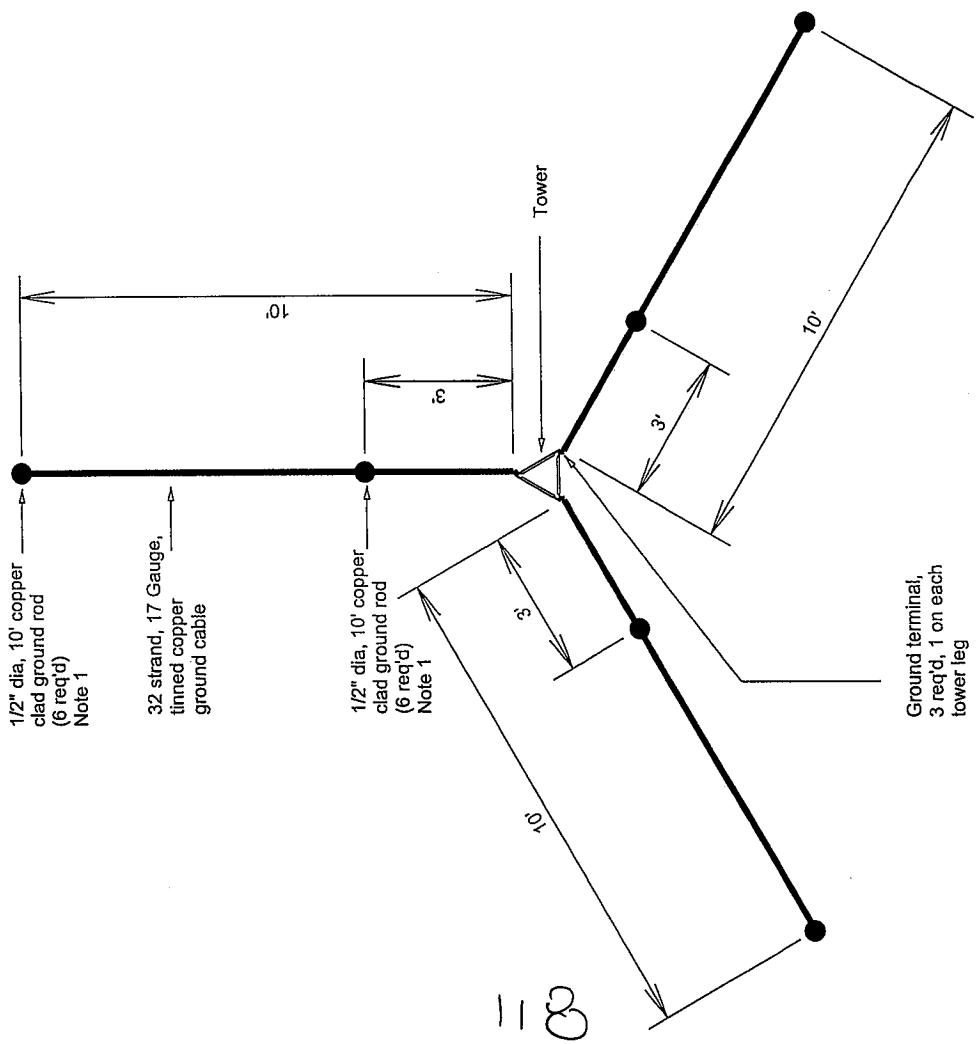 1/2" dia, 10' copper
clad ground rod
(6 req'd)
Note 1
32 strand, 17 Gauge,
tinned copper
ground cable
1/2" dia, 10' copper
clad ground rod
(6 req'd)
Note 1
10'
3'
Tower
3'
10'
3'
10'
Ground terminal,
3 req'd, 1 on each
tower leg
118